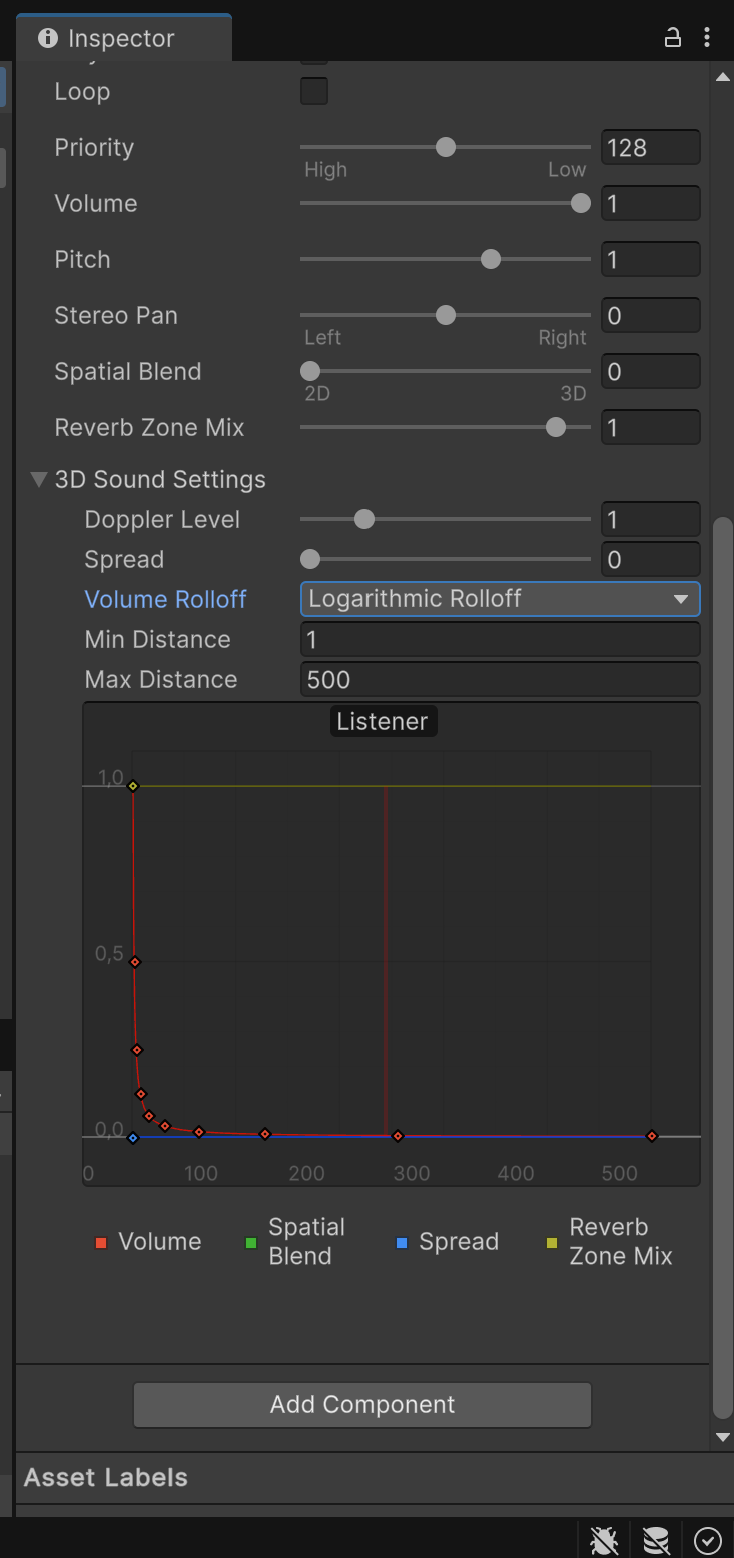 Inspector
Loop
Priority 128
High Low
Volume 1
Pitch 1
Stereo Pan 0
Left Right
Spatial Blend 0
2D 3D
Reverb Zone Mix 1
3D Sound Settings
Doppler Level 1
Spread 0
Volume Rolloff Logarithmic Rolloff
Min Distance 1
Max Distance 500
Listener
1,0
0,5
0,0
0 100 200 300 400 500
Volume Spatial Blend Spread Reverb Zone Mix
Add Component
Asset Labels